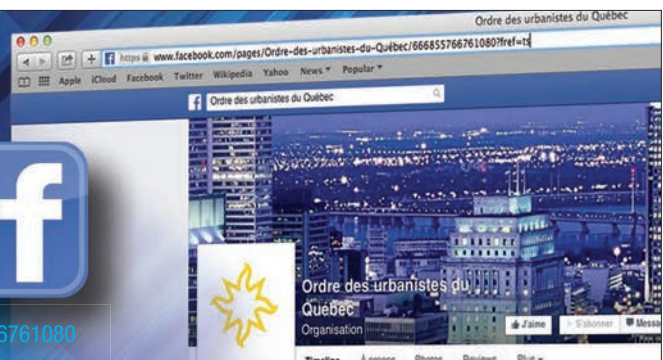 Ordre des urbanistes du Québec
https www.facebook.com/pages/Ordre-des-urbanistes-du-Québec/666855766761080?fref=ts
Apple iCloud Facebook Twitter Wikipedia Yahoo News Popular
f Ordre des urbanistes du Québec
f
Ordre des urbanistes du
Québec
Organisation
J'aime S'abonner Messa
6761080
Timeline À propos Photos Reviews Plus